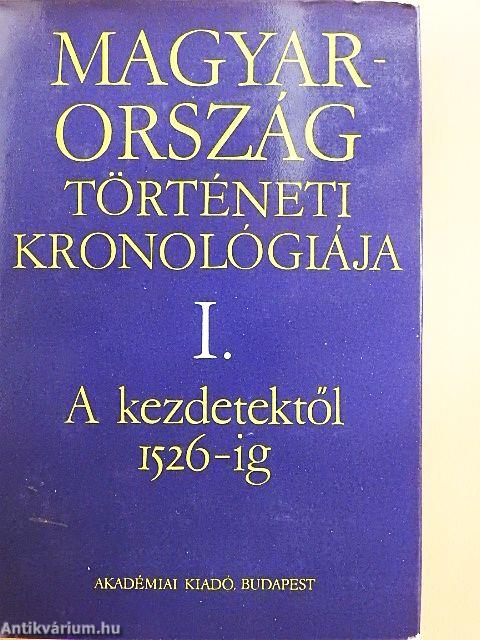 MAGYAR-
ORSZÁG
TÖRTÉNETI
KRONOLÓGIÁJA
I.
A kezdetektől
1526-ig
AKADÉMIAI KIADÓ, BUDAPEST
Antikvárium.hu